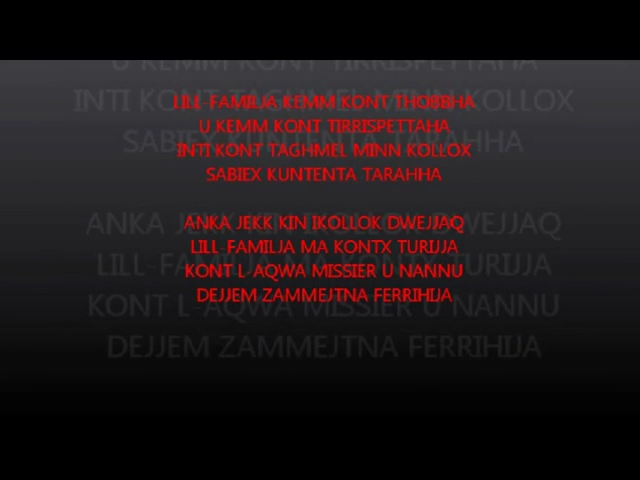 LILL-FAMILJA KEMM KONT THOBBHA
U KEMM KONT TIRRISPETTAHA
INTI KONT TAGHMEL MINN KOLLOX
SABIEX KUNTENTA TARAHHA
ANKA JEKK KIN IKOLLOK DWEJJAQ
LILL-FAMILJA MA KONTX TURIJJA
KONT L-AQWA MISSIER U NANNU
DEJJEM ZAMMEJTNA FERRIHIJA